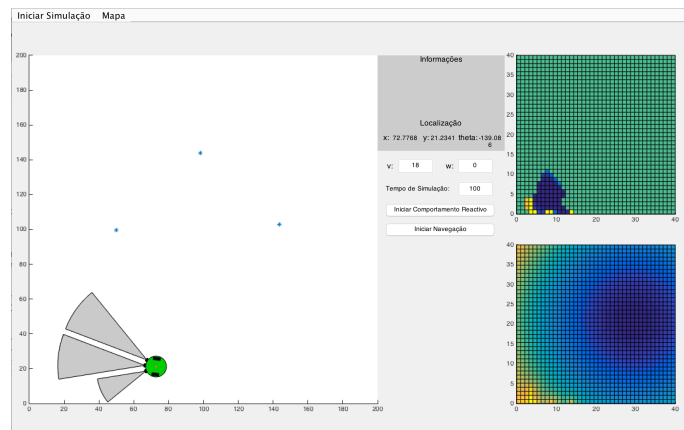 Iniciar Simulação Mapa
Informações
Localização
x: 72.7768 y: 21.2341 theta: -139.08
6
v: 18 w: 0
Tempo de Simulação: 100
Iniciar Comportamento Reactivo
Iniciar Navegação
200
180
160
140
120
100
80
60
40
20
0
0 20 40 60 80 100 120 140 160 180 200
40
35
30
25
20
15
10
5
0
0 10 20 30 40
40
35
30
25
20
15
10
5
0
0 10 20 30 40